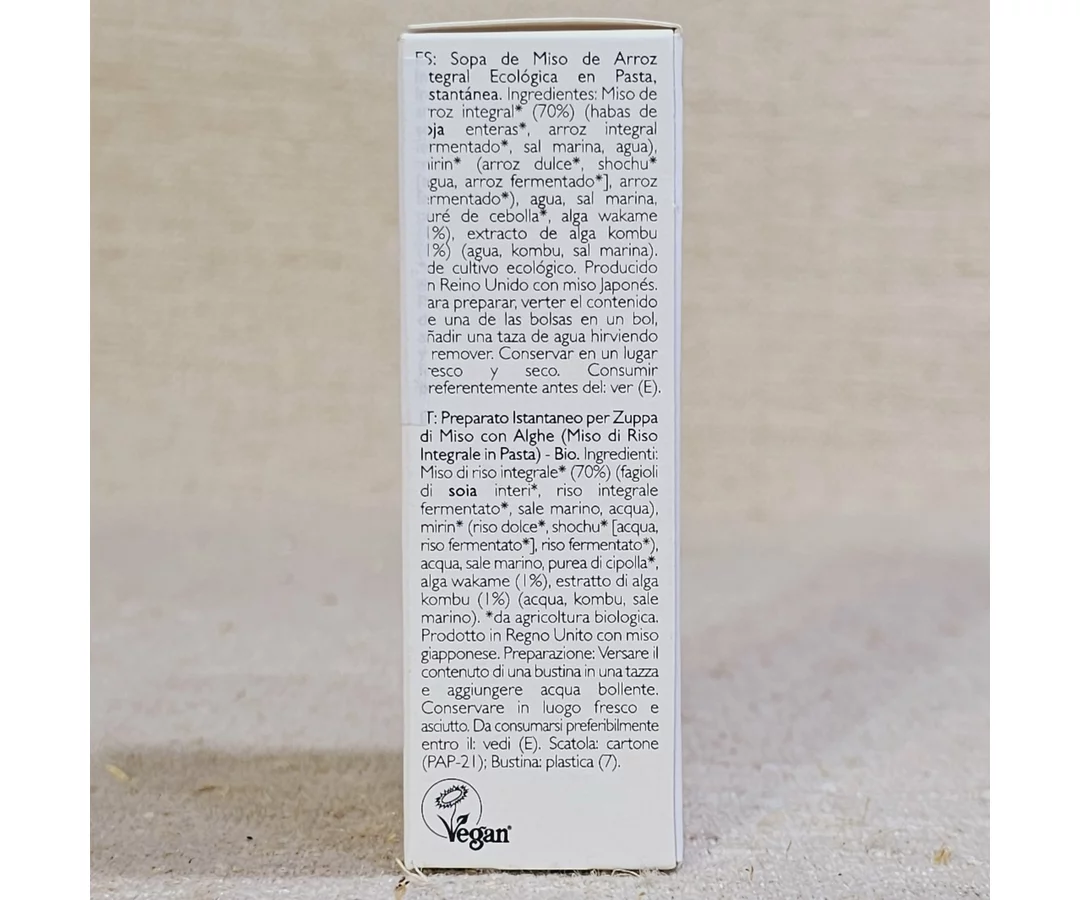 ES: Sopa de Miso de Arroz
tegral Ecológica en Pasta,
stantánea. Ingredientes: Miso de
rroz integral* (70%) (habas de
oja enteras*, arroz integral
ermentado*, sal marina, agua),
irin* (arroz dulce*, shochu*
gua, arroz fermentado*], arroz
rmentado*), agua, sal marina,
uré de cebolla*, alga wakame
1%), extracto de alga kombu
1%) (agua, kombu, sal marina).
de cultivo ecológico. Producido
n Reino Unido con miso Japonés.
ara preparar, verter el contenido
e una de las bolsas en un bol,
ñadir una taza de agua hirviendo
remover. Conservar en un lugar
resco y seco. Consumir
referentemente antes del: ver (E).
IT: Preparato Istantaneo per Zuppa
di Miso con Alghe (Miso di Riso
Integrale in Pasta) - Bio. Ingredienti:
Miso di riso integrale* (70%) (fagioli
di soia interi*, riso integrale
fermentato*, sale marino, acqua),
mirin* (riso dolce*, shochu* [acqua,
riso fermentato*], riso fermentato*),
acqua, sale marino, purea di cipolla*,
alga wakame (1%), estratto di alga
kombu (1%) (acqua, kombu, sale
marino). *da agricoltura biologica.
Prodotto in Regno Unito con miso
giapponese. Preparazione: Versare il
contenuto di una bustina in una tazza
e aggiungere acqua bollente.
Conservare in luogo fresco e
asciutto. Da consumarsi preferibilmente
entro il: vedi (E). Scatola: cartone
(PAP-21); Bustina: plastica (7).
Vegan